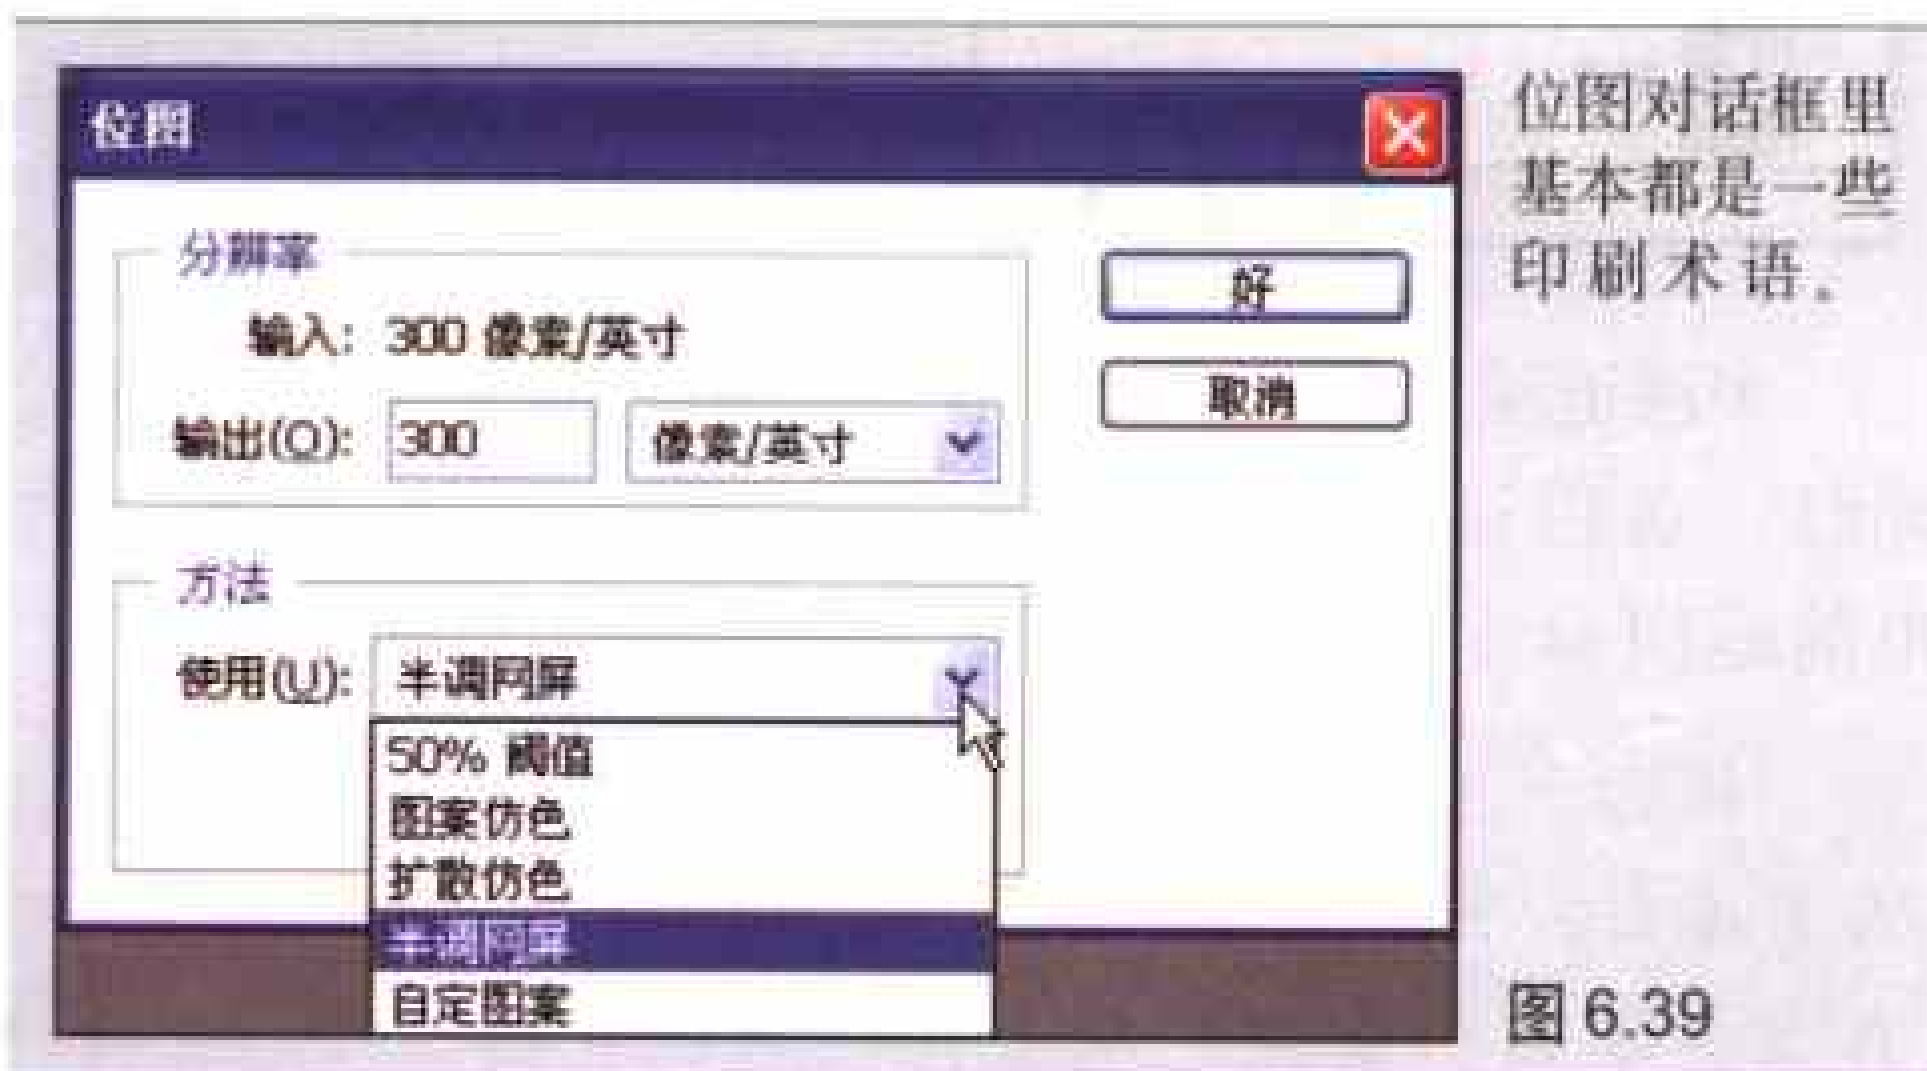 位图
分辨率
输入: 300 像素/英寸
输出(O): 300 像素/英寸
好
取消
方法
使用(U): 半调网屏
50% 阈值
图案仿色
扩散仿色
半调网屏
自定图案
位图对话框里
基本都是一些
印刷术语。
图 6.39